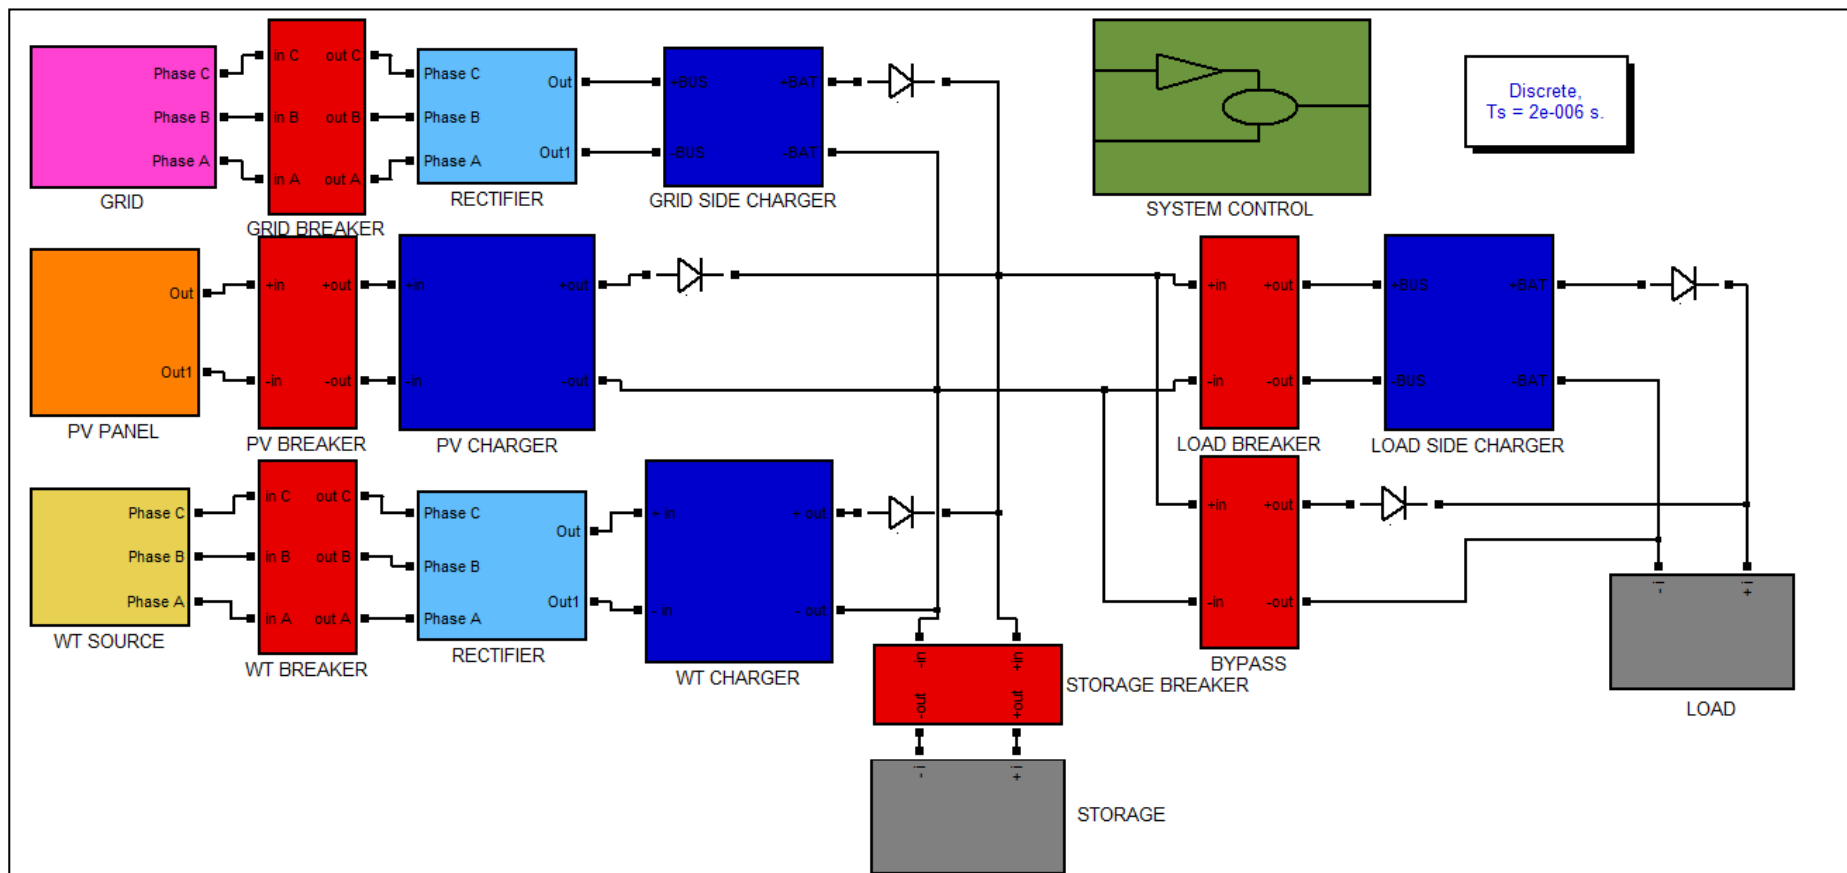 Phase C
Phase B
Phase A
GRID
in C
out C
in B
out B
in A
out A
GRID BREAKER
Phase C
Phase B
Phase A
Out
Out1
RECTIFIER
+BUS
+BAT
-BUS
-BAT
GRID SIDE CHARGER
SYSTEM CONTROL
Discrete,
Ts = 2e-006 s.
Out
Out1
PV PANEL
+in
+out
-in
-out
PV BREAKER
+in
+out
-in
-out
PV CHARGER
+in
+out
-in
-out
LOAD BREAKER
+BUS
+BAT
-BUS
-BAT
LOAD SIDE CHARGER
Phase C
Phase B
Phase A
WT SOURCE
in C
out C
in B
out B
in A
out A
WT BREAKER
Phase C
Phase B
Phase A
Out
Out1
RECTIFIER
+ in
+ out
- in
- out
WT CHARGER
+in
+out
-in
-out
BYPASS
-in
+in
-out
+out
STORAGE BREAKER
- in
+ in
STORAGE
- in
+ in
LOAD